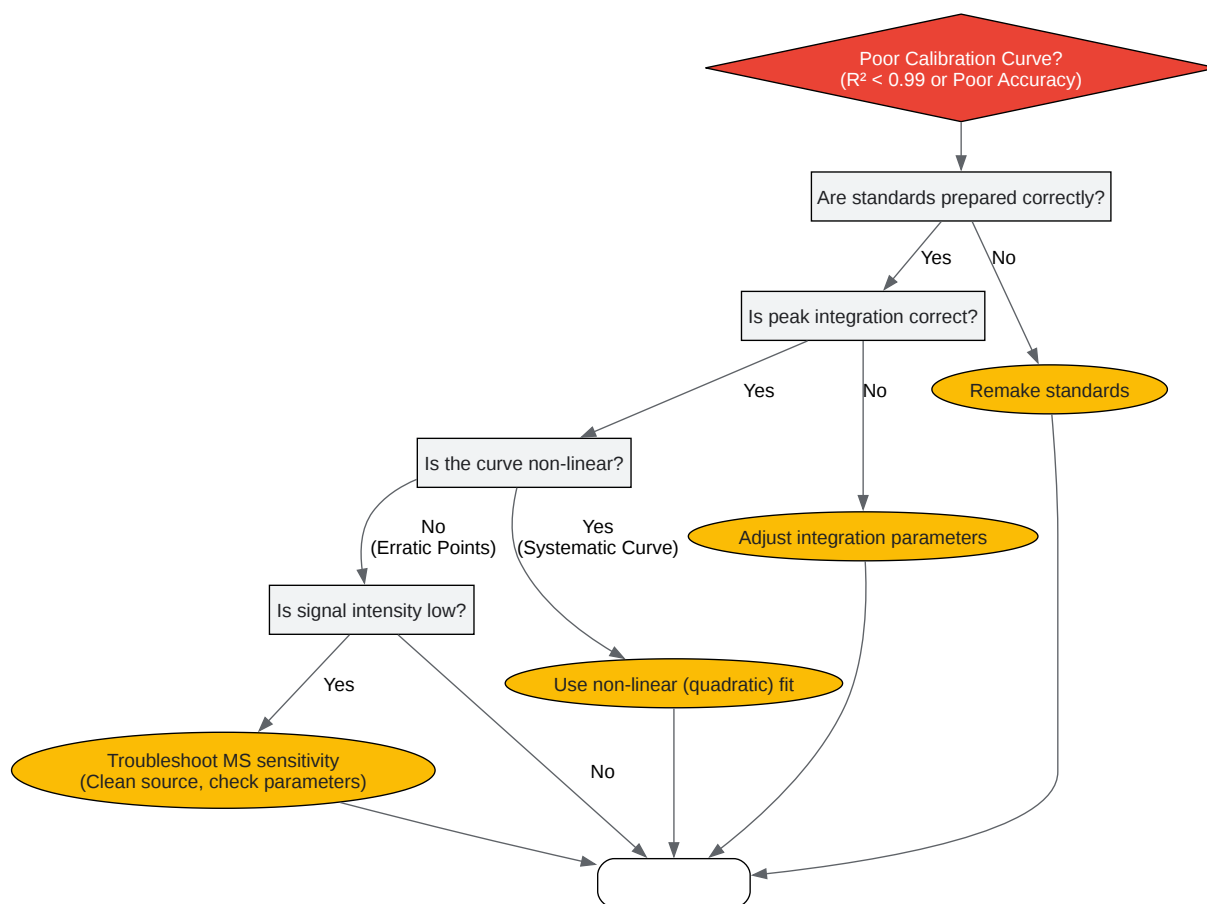 Poor Calibration Curve?
(R² < 0.99 or Poor Accuracy)
Are standards prepared correctly?
Yes
No
Is peak integration correct?
Yes
No
Remake standards
Is the curve non-linear?
No
(Erratic Points)
Yes
(Systematic Curve)
Adjust integration parameters
Is signal intensity low?
Yes
No
Use non-linear (quadratic) fit
Troubleshoot MS sensitivity
(Clean source, check parameters)